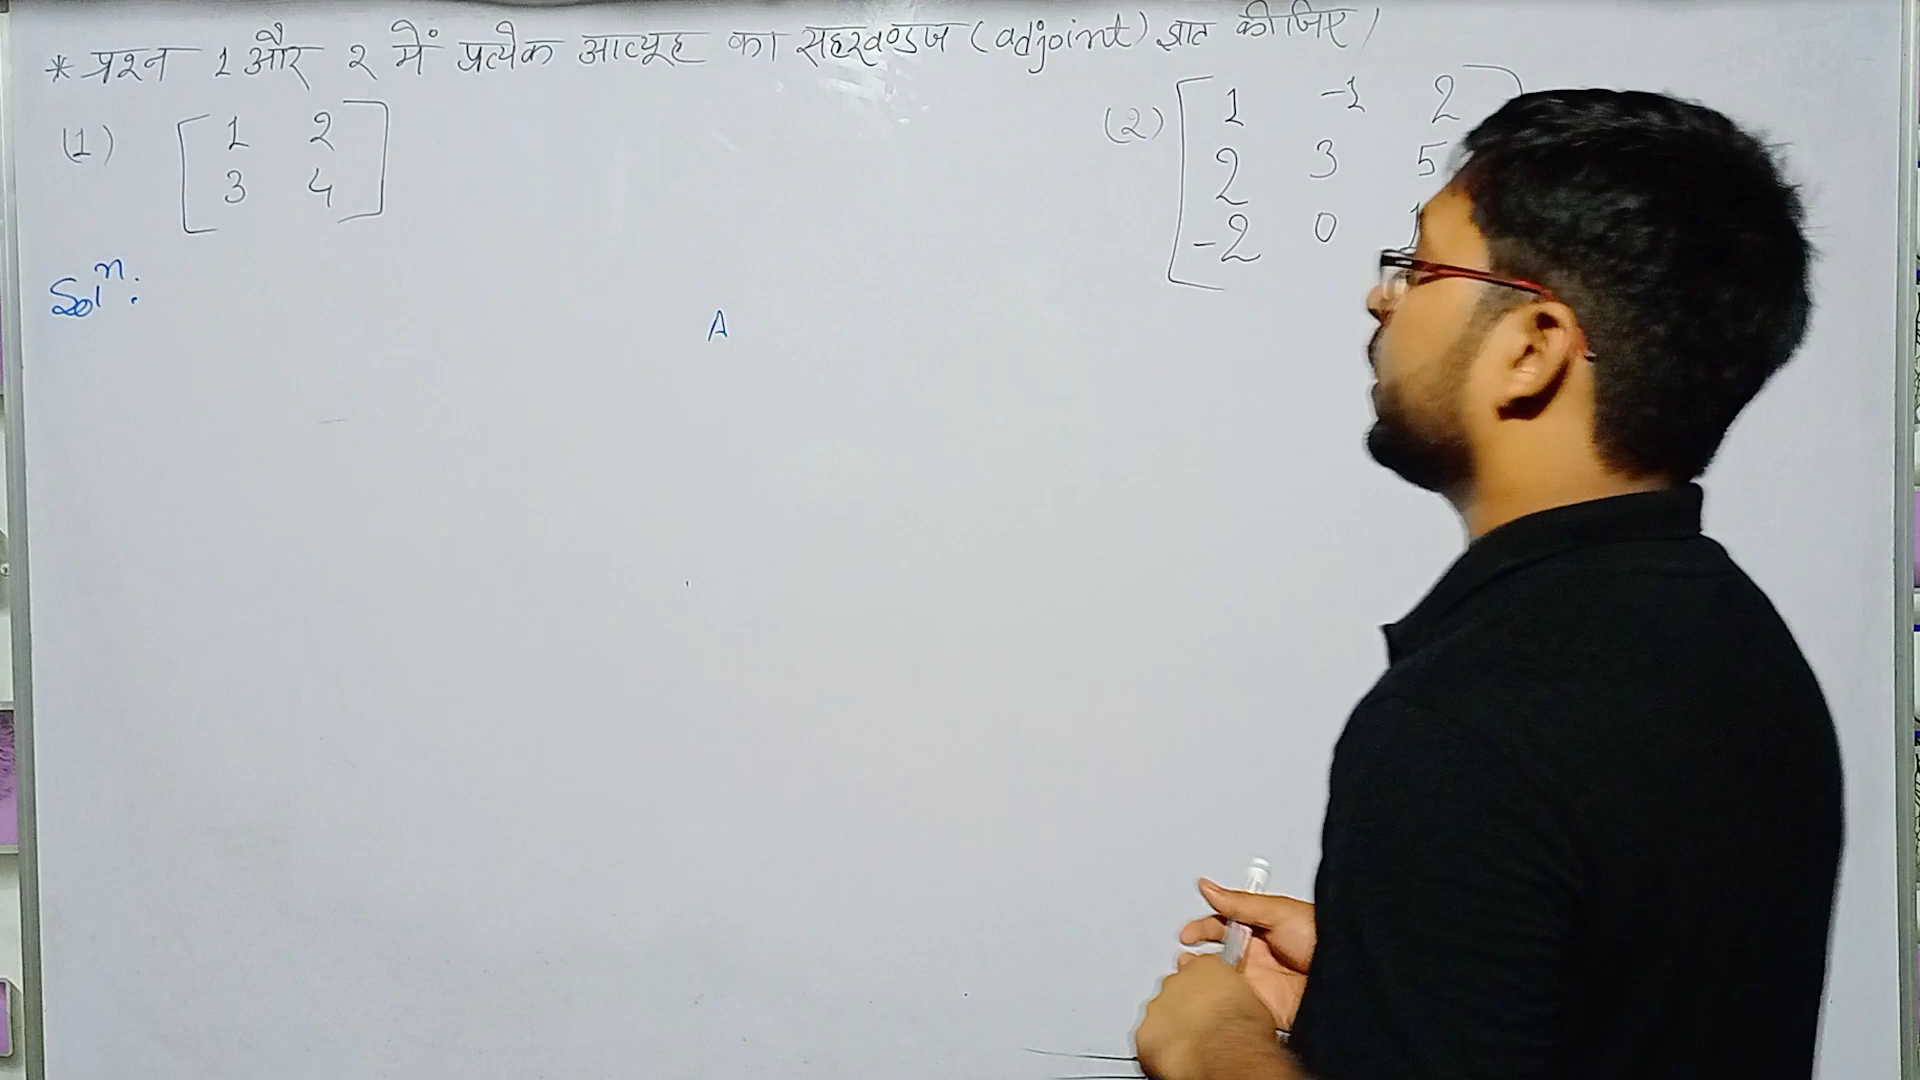 * प्रश्न 1 और 2 में प्रत्येक आव्यूह का सहखण्डज (adjoint) ज्ञात कीजिए।
(1) [1 2
3 4]
(2) [1 -1 2
2 3 5
-2 0 1
Solⁿ:
A